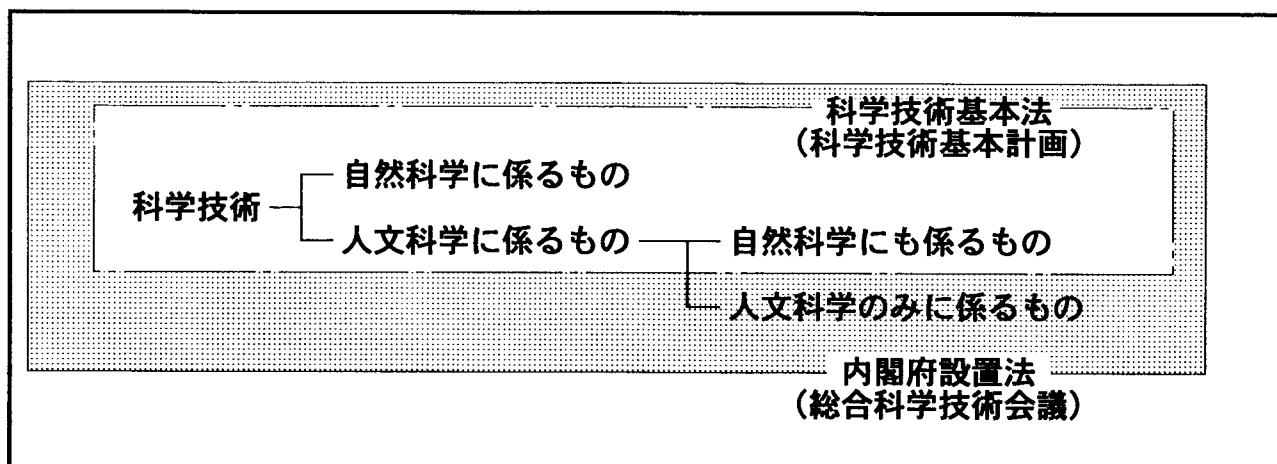 科学技術基本法
(科学技術基本計画)
自然科学に係るもの
科学技術
人文科学に係るもの
自然科学にも係るもの
人文科学のみに係るもの
内閣府設置法
(総合科学技術会議)